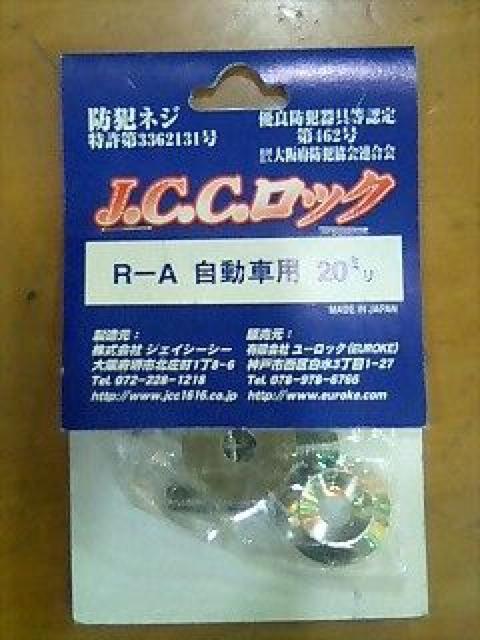 防犯ネジ
特許第3362131号
優良防犯器具等認定
第462号
大阪府防犯協会連合会
J.C.C.ロック
R－A 自動車用 20ミリ
MADE IN JAPAN
製造元：
株式会社 ジェイシーシー
大阪府堺市北庄町1丁8-6
Tel. 072-228-1218
http://www.jcc1616.co.jp
販売元：
有限会社 ユーロック(EUROKE)
神戸市西区白水3丁目1-27
Tel. 078-978-6766
http://www.euroke.com